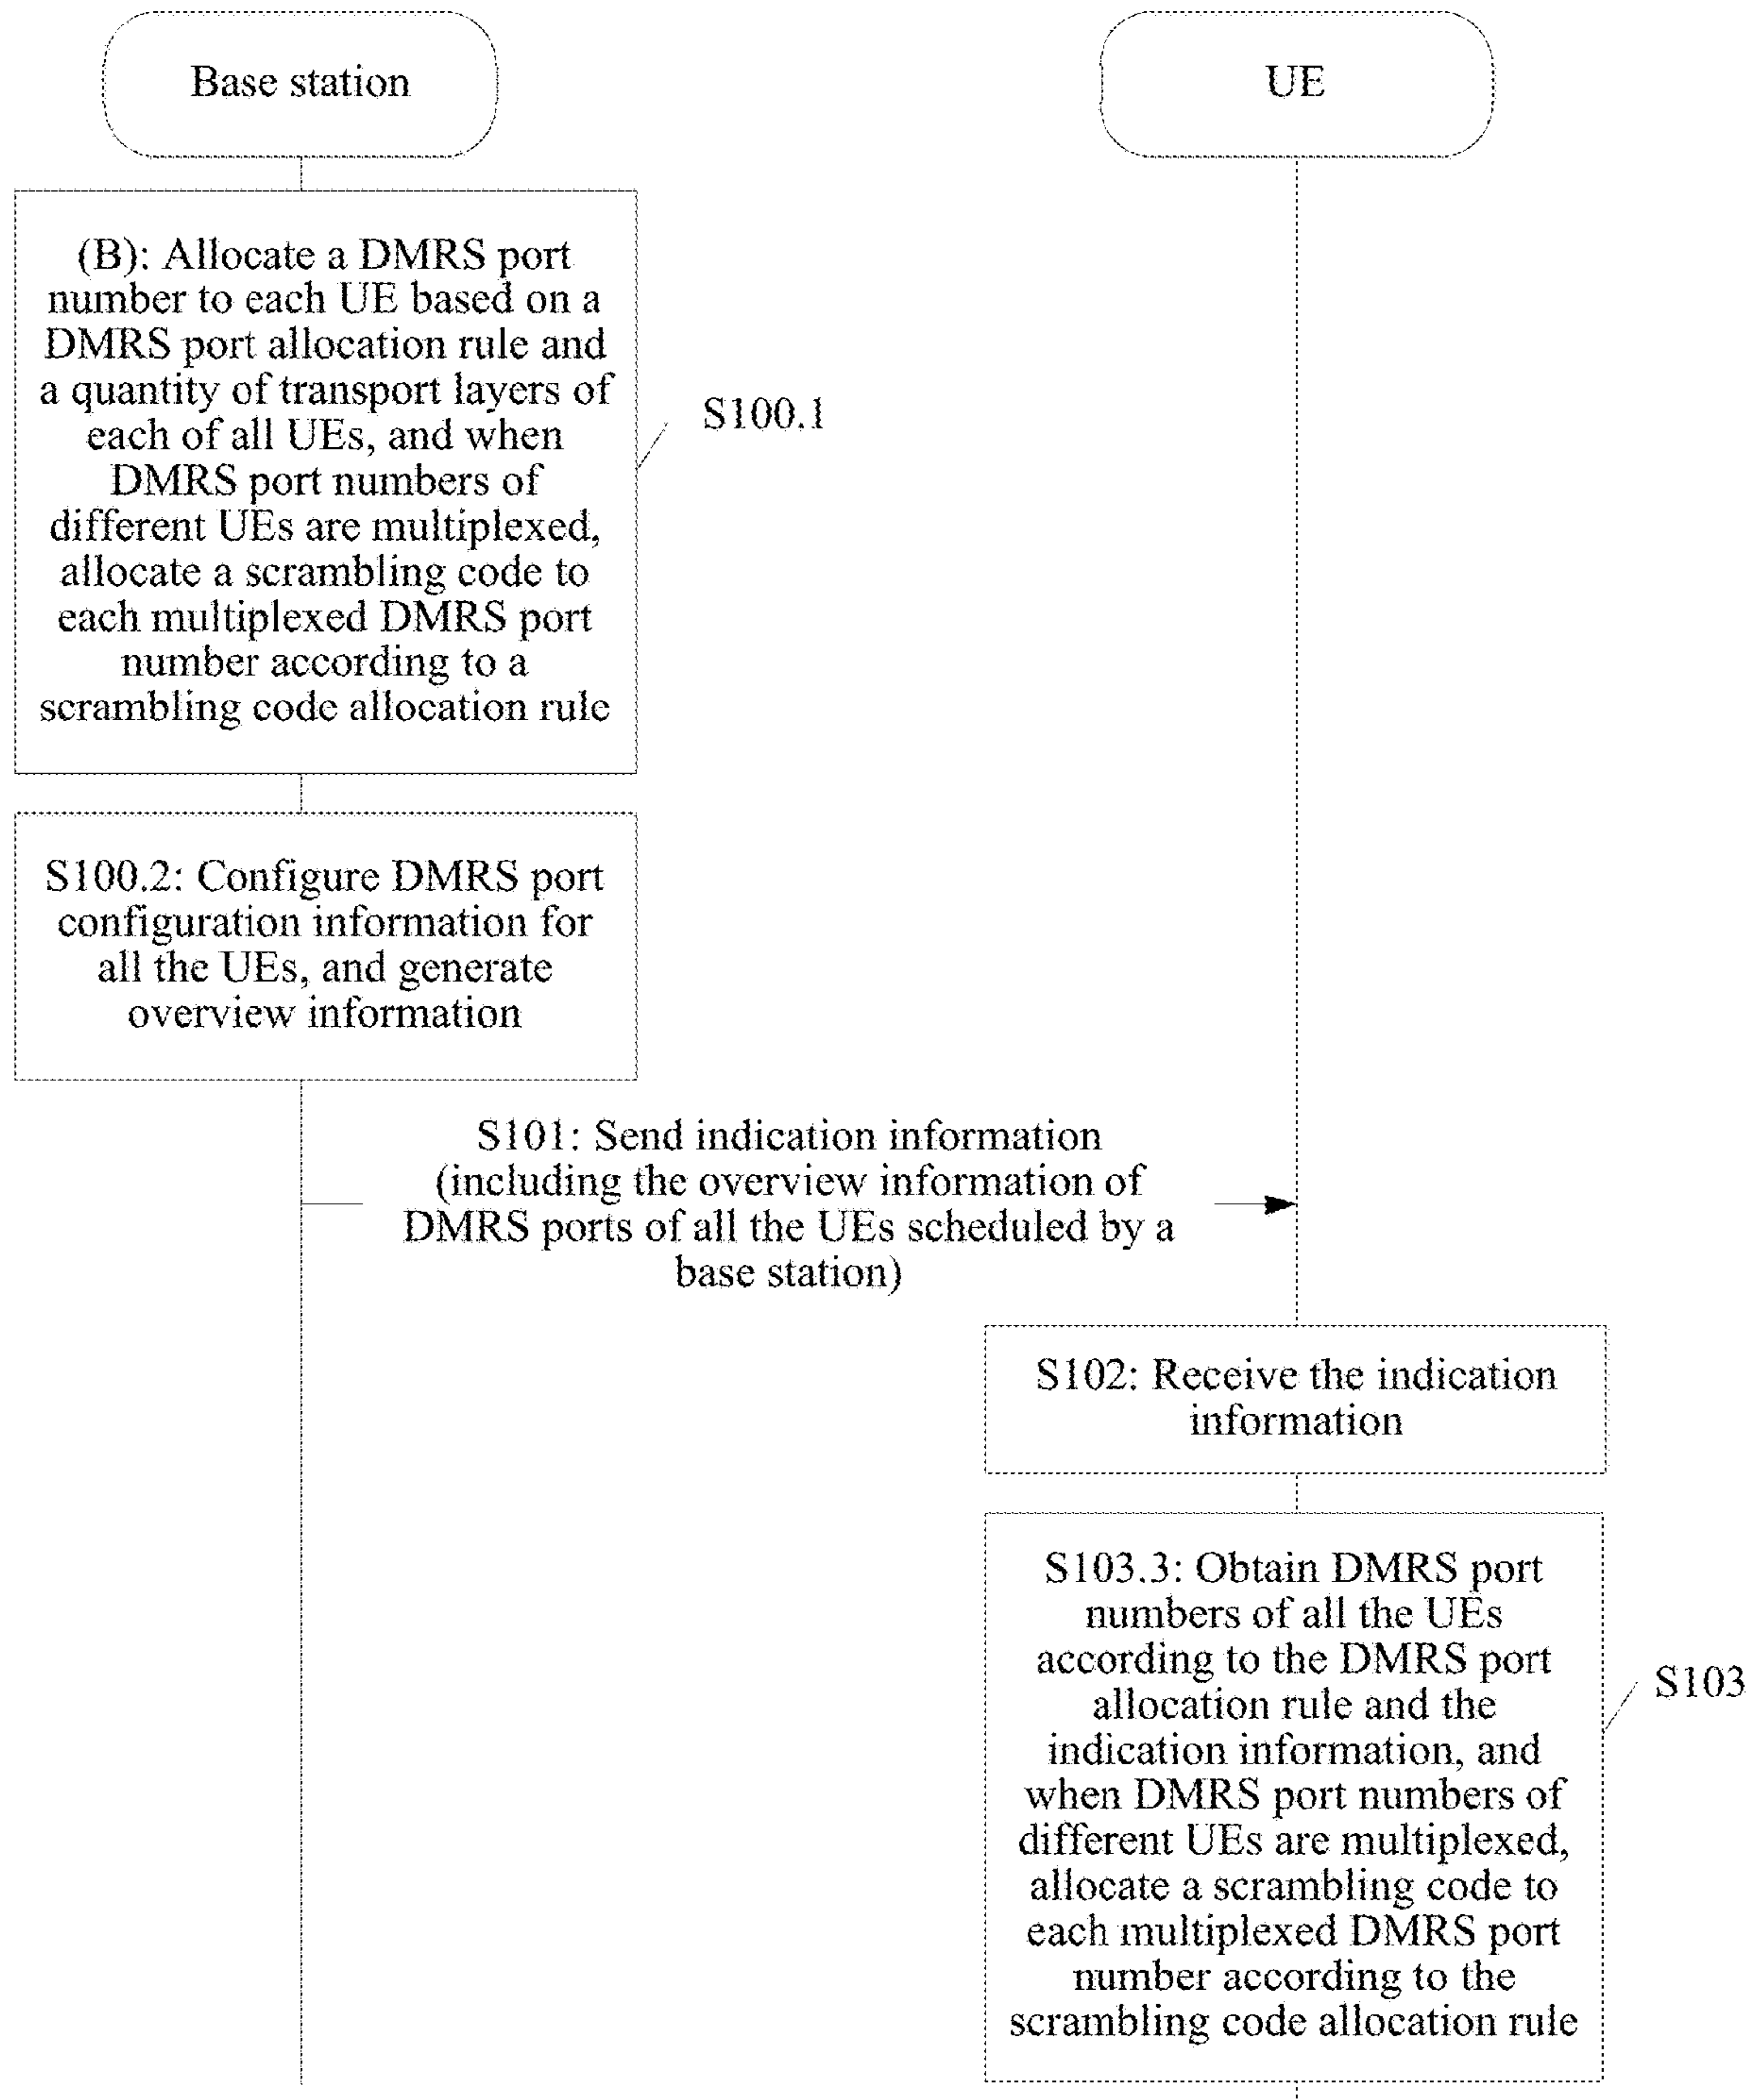 Base station
UE
(B): Allocate a DMRS port
number to each UE based on a
DMRS port allocation rule and
a quantity of transport layers of
each of all UEs, and when
DMRS port numbers of
different UEs are multiplexed,
allocate a scrambling code to
each multiplexed DMRS port
number according to a
scrambling code allocation rule
S100.1
S100.2: Configure DMRS port
configuration information for
all the UEs, and generate
overview information
S101: Send indication information
(including the overview information of
DMRS ports of all the UEs scheduled by a
base station)
S102: Receive the indication
information
S103.3: Obtain DMRS port
numbers of all the UEs
according to the DMRS port
allocation rule and the
indication information, and
when DMRS port numbers of
different UEs are multiplexed,
allocate a scrambling code to
each multiplexed DMRS port
number according to the
scrambling code allocation rule
S103